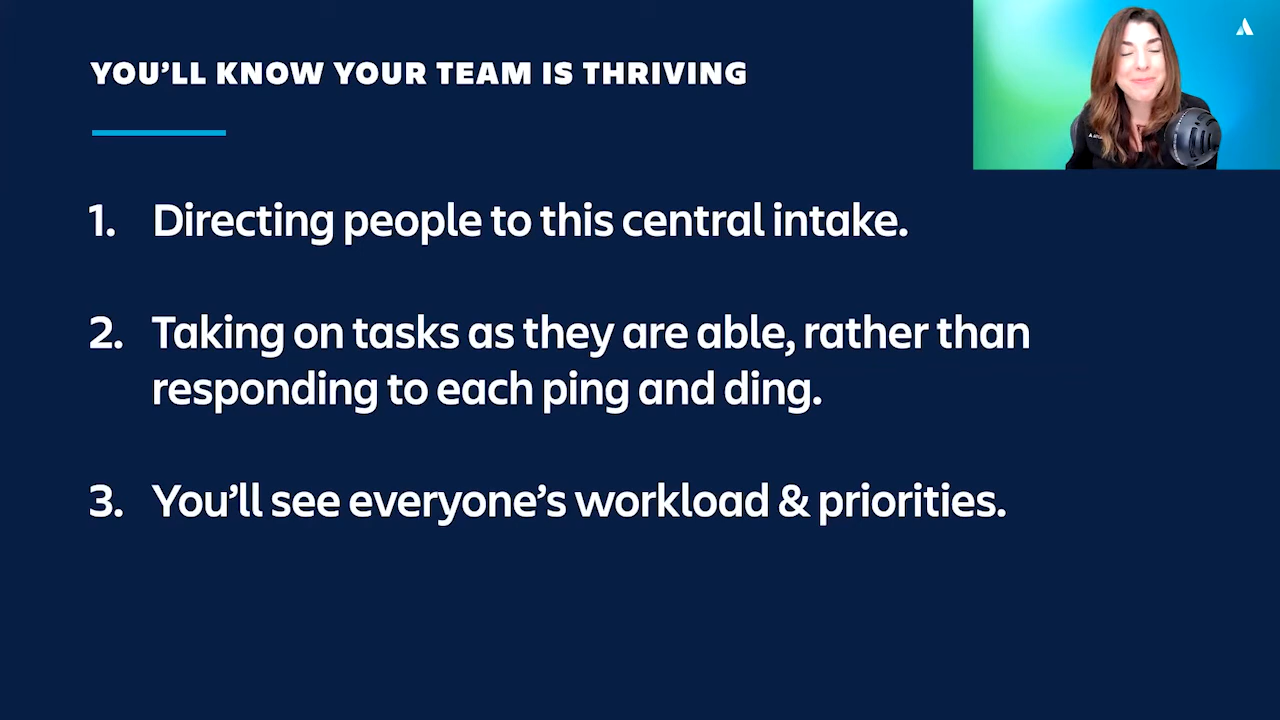 YOU’LL KNOW YOUR TEAM IS THRIVING
1. Directing people to this central intake.
2. Taking on tasks as they are able, rather than
responding to each ping and ding.
3. You’ll see everyone’s workload & priorities.